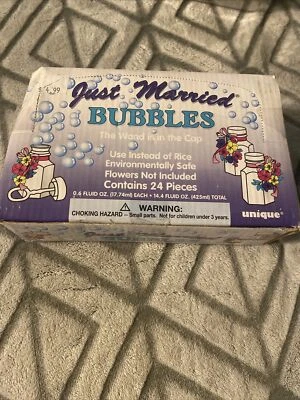 $4.99
Just Married
BUBBLES
The Wand is in the Cap
Use Instead of Rice
Environmentally Safe
Flowers Not Included
Contains 24 Pieces
0.6 FLUID OZ. (17.74ml) EACH • 14.4 FLUID OZ. (425ml) TOTAL
WARNING:
CHOKING HAZARD – Small parts. Not for children under 3 years.
unique